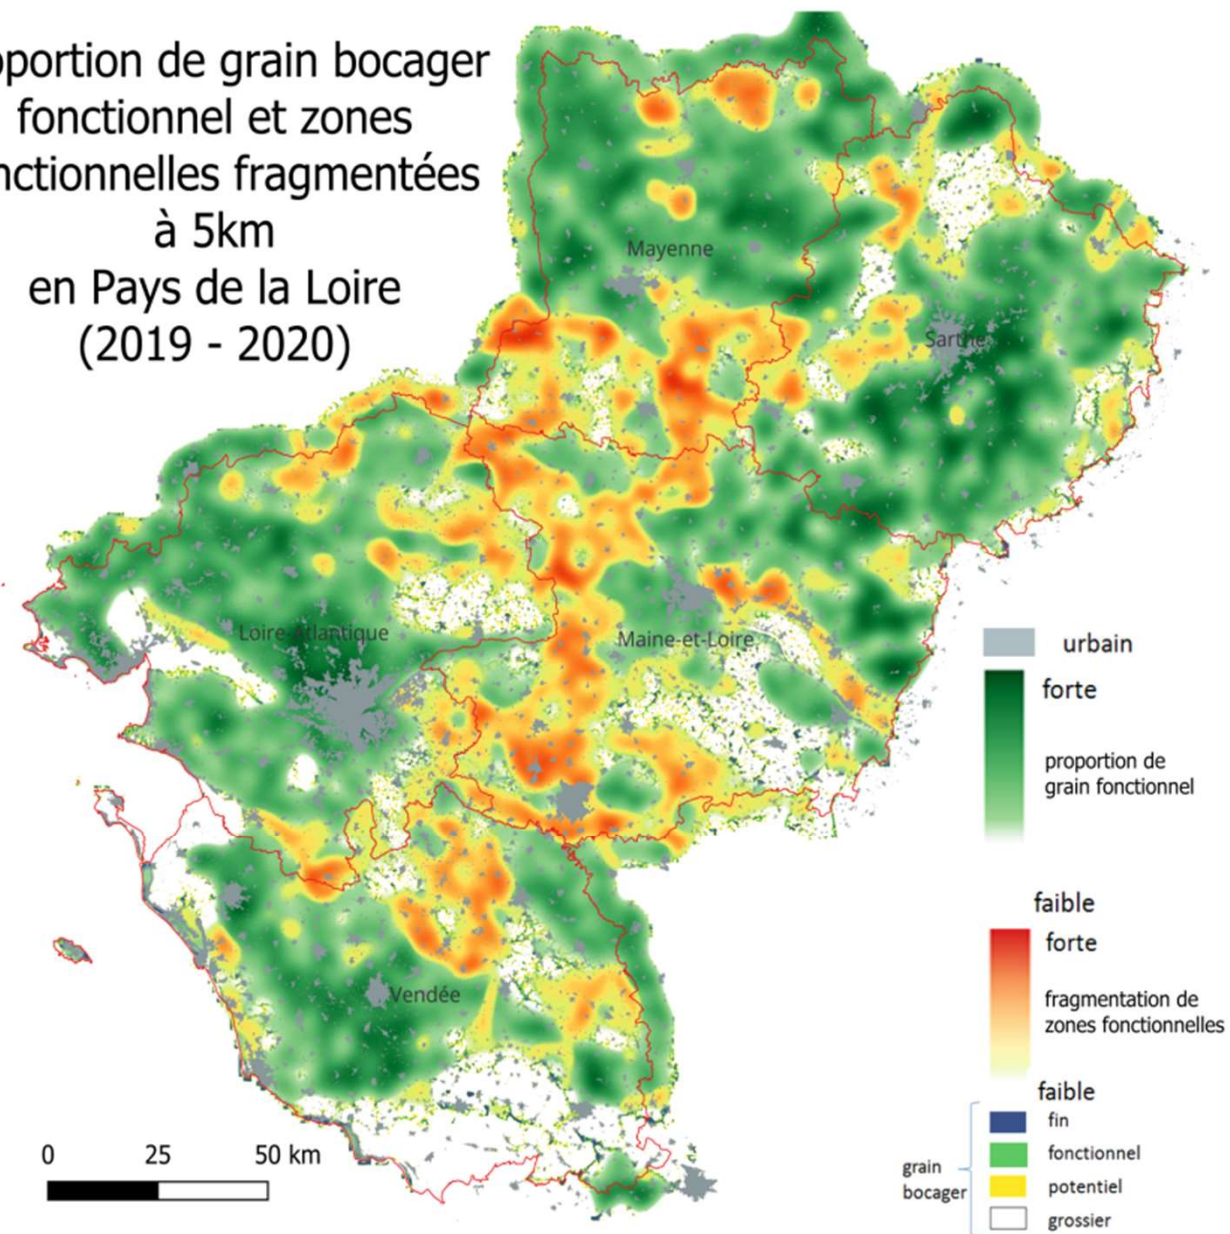 oportion de grain bocager
fonctionnel et zones
nctionnelles fragmentées
à 5km
en Pays de la Loire
(2019 - 2020)
Mayenne
Sarthe
Loire-Atlantique
Maine-et-Loire
Vendée
urbain
forte
proportion de
grain fonctionnel
faible
forte
fragmentation de
zones fonctionnelles
faible
fin
fonctionnel
grain
bocager
potentiel
grossier
0 25 50 km